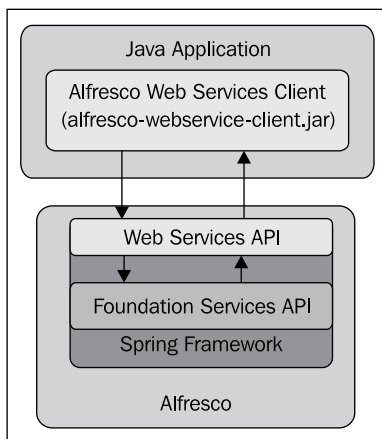 Java Application
Alfresco Web Services Client
(alfresco-webservice-client.jar)
Web Services API
Foundation Services API
Spring Framework
Alfresco